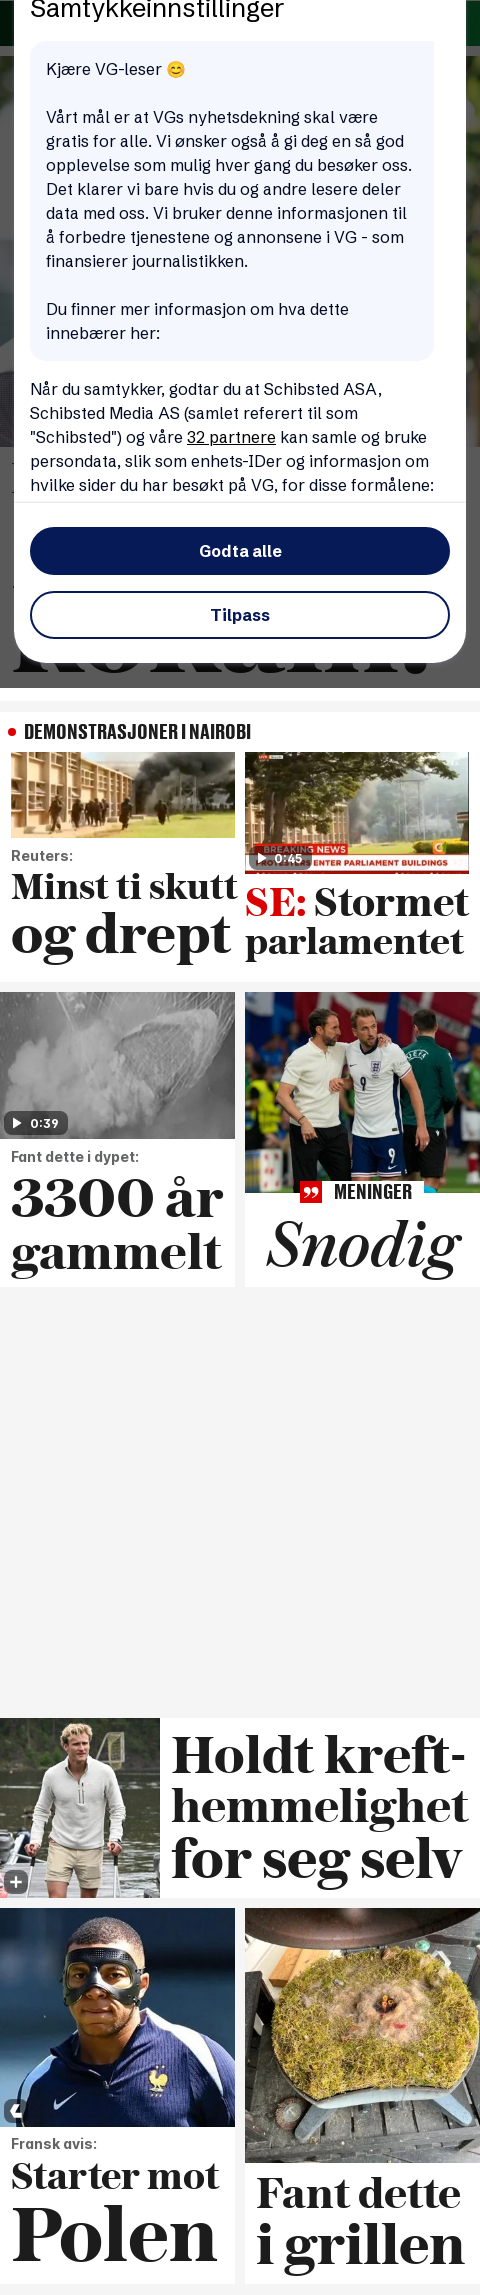 Samtykkeinnstillinger
Kjære VG-leser 😊
Vårt mål er at VGs nyhetsdekning skal være
gratis for alle. Vi ønsker også å gi deg en så god
opplevelse som mulig hver gang du besøker oss.
Det klarer vi bare hvis du og andre lesere deler
data med oss. Vi bruker denne informasjonen til
å forbedre tjenestene og annonsene i VG - som
finansierer journalistikken.
Du finner mer informasjon om hva dette
innebærer her:
Når du samtykker, godtar du at Schibsted ASA,
Schibsted Media AS (samlet referert til som
"Schibsted") og våre 32 partnere kan samle og bruke
persondata, slik som enhets-IDer og informasjon om
hvilke sider du har besøkt på VG, for disse formålene:
Godta alle
Tilpass
DEMONSTRASJONER I NAIROBI
LIVE
BREAKING NEWS
PROTESTERS ENTER PARLIAMENT BUILDINGS
0:45
Reuters:
Minst ti skutt
og drept
SE: Stormet
parlamentet
0:39
UEFA
9
9
Fant dette i dypet:
3300 år
gammelt
MENINGER
Snodig
Holdt kreft-
hemmelighet
for seg selv
Fransk avis:
Starter mot
Polen
Fant dette
i grillen